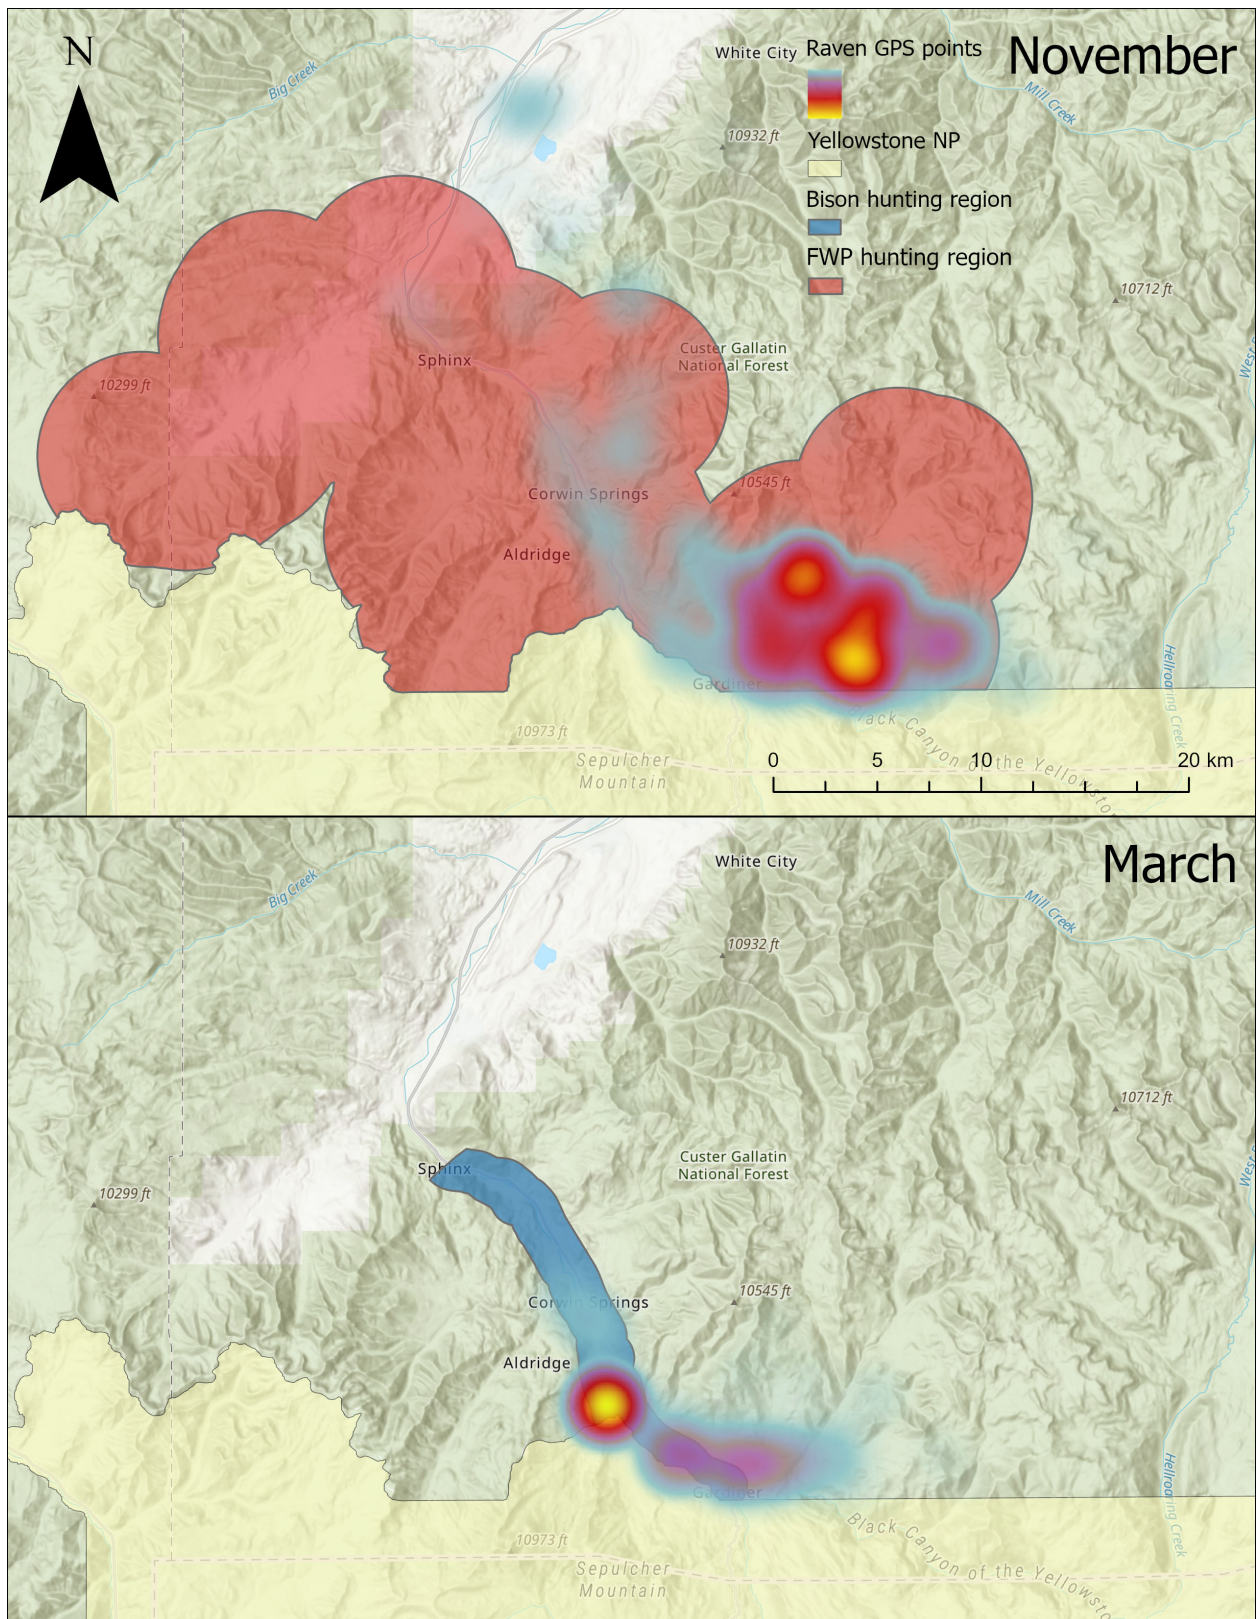 N
Big Creek
White City
Raven GPS points
November
Mill Creek
10932 ft
Yellowstone NP
Bison hunting region
FWP hunting region
10712 ft
Custer Gallatin
National Forest
Sphinx
10299 ft
10545 ft
Corwin Springs
Aldridge
Gardiner
Hellroaring Creek
10973 ft
Black Canyon of the Yellowstone
Sepulcher
Mountain
0 5 10 20 km
White City
March
Big Creek
Mill Creek
10932 ft
10712 ft
Custer Gallatin
National Forest
Sphinx
10299 ft
10545 ft
Corwin Springs
Aldridge
Gardiner
Hellroaring Creek
10973 ft
Black Canyon of the Yellowsto
Sepulcher
Mountain